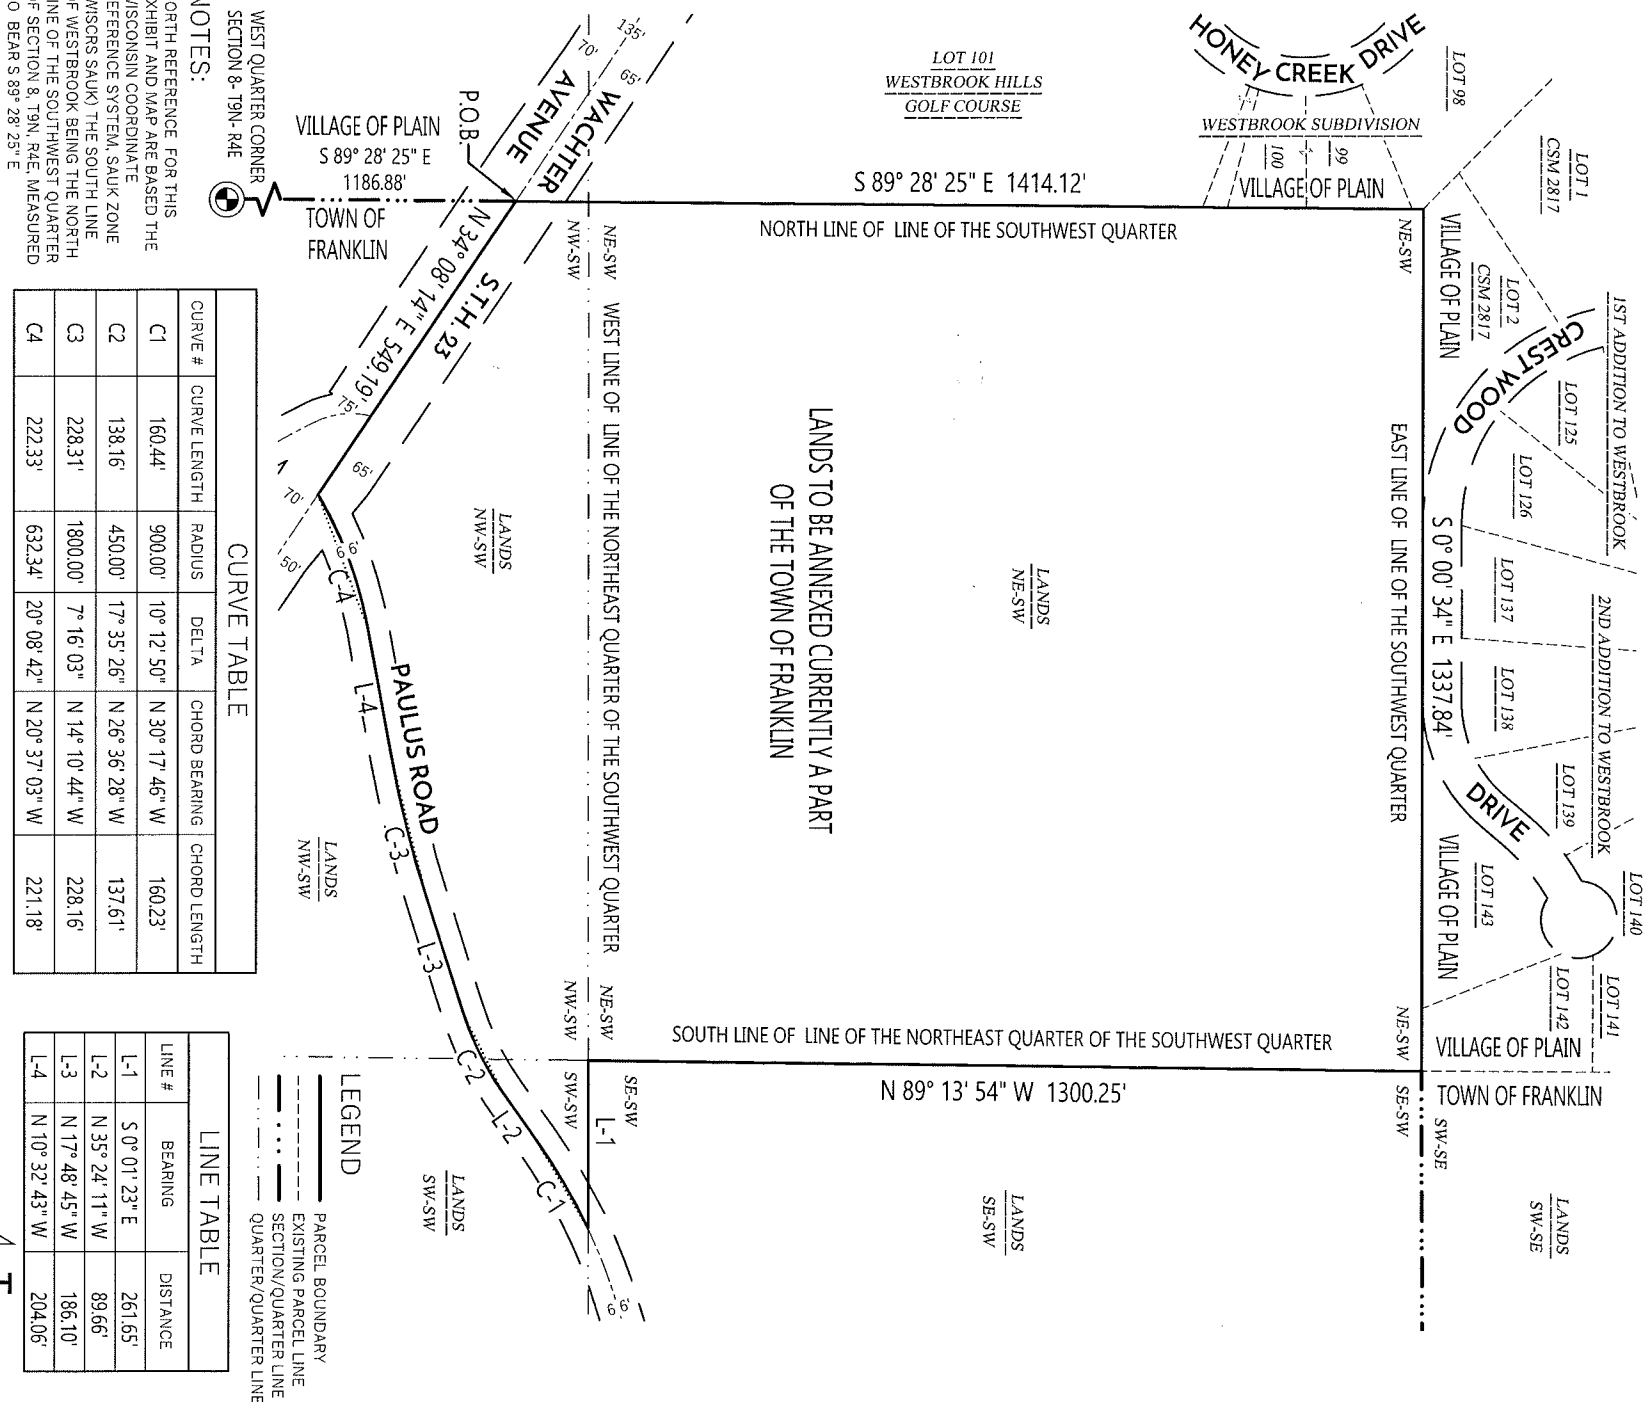 HONEY CREEK DRIVE
LOT 98
LOT 1
CSM 2817
LOT 101
WESTBROOK HILLS
GOLF COURSE
WESTBROOK SUBDIVISION
99
100
VILLAGE OF PLAIN
S 89° 28' 25" E 1414.12'
NORTH LINE OF LINE OF THE SOUTHWEST QUARTER
NE-SW
VILLAGE OF PLAIN
LOT 2
CSM 2817
1ST ADDITION TO WESTBROOK
CRESTWOOD
DRIVE
LOT 125
LOT 126
LOT 137
LOT 138
LOT 139
LOT 140
LOT 141
LOT 142
LOT 143
2ND ADDITION TO WESTBROOK
EAST LINE OF LINE OF THE SOUTHWEST QUARTER
S 0° 00' 34" E 1337.84'
VILLAGE OF PLAIN
VILLAGE OF PLAIN
TOWN OF FRANKLIN
NE-SW
SE-SW
SW-SE
LANDS
SW-SE
135'
70'
65'
WACHTER
AVENUE
P.O.B.
WEST QUARTER CORNER
SECTION 8- T9N- R4E
VILLAGE OF PLAIN
S 89° 28' 25" E
1186.88'
TOWN OF
FRANKLIN
NE-SW
NW-SW
N 34° 08' 14" E 549.19'
S.T.H. 23
75'
65'
70'
50'
WEST LINE OF LINE OF THE NORTHEAST QUARTER OF THE SOUTHWEST QUARTER
LANDS TO BE ANNEXED CURRENTLY A PART
OF THE TOWN OF FRANKLIN
LANDS
NE-SW
LANDS
NW-SW
LANDS
NW-SW
66'
C-4
L-4
PAULUS ROAD
C-3
L-3
C-2
L-2
C-1
66'
NE-SW
NW-SW
SOUTH LINE OF LINE OF THE NORTHEAST QUARTER OF THE SOUTHWEST QUARTER
N 89° 13' 54" W 1300.25'
SE-SW
SW-SW
L-1
LANDS
SE-SW
LANDS
SW-SW
NOTES:
ORTH REFERENCE FOR THIS
XHIBIT AND MAP ARE BASED THE
ISCONSIN COORDINATE
EFERENCE SYSTEM, SAUK ZONE
WISCRS SAUK) THE SOUTH LINE
OF WESTBROOK BEING THE NORTH
INE OF THE SOUTHWEST QUARTER
OF SECTION 8, T9N, R4E, MEASURED
O BEAR S 89° 28' 25" E
CURVE TABLE
CURVE # CURVE LENGTH RADIUS DELTA CHORD BEARING CHORD LENGTH
C1 160.44' 900.00' 10° 12' 50" N 30° 17' 46" W 160.23'
C2 138.16' 450.00' 17° 35' 26" N 26° 36' 28" W 137.61'
C3 228.31' 1800.00' 7° 16' 03" N 14° 10' 44" W 228.16'
C4 222.33' 632.34' 20° 08' 42" N 20° 37' 03" W 221.18'
LEGEND
PARCEL BOUNDARY
EXISTING PARCEL LINE
SECTION/QUARTER LINE
QUARTER/QUARTER LINE
LINE TABLE
LINE # BEARING DISTANCE
L-1 S 0° 01' 23" E 261.65'
L-2 N 35° 24' 11" W 89.66'
L-3 N 17° 48' 45" W 186.10'
L-4 N 10° 32' 43" W 204.06'